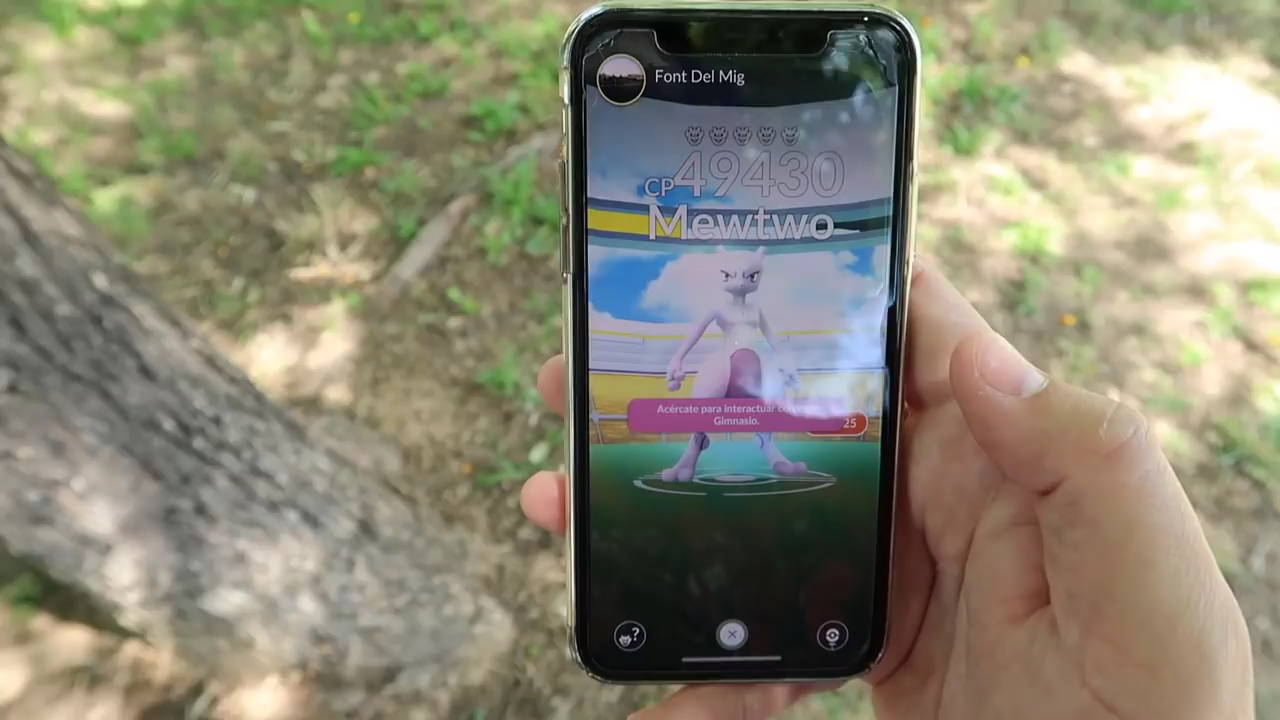 Font Del Mig
CP49430
Mewtwo
Acércate para interactuar
Gimnasio.
25
?